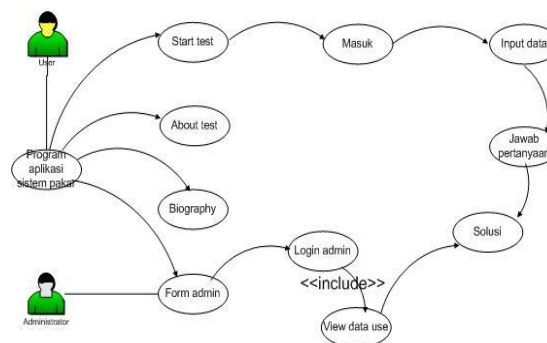 User
Start test
Masuk
Input data
About test
Program
aplikasi
sistem pakar
Jawab
pertanyaan
Biography
Solusi
Login admin
<<include>>
Form admin
Administrator
View data use